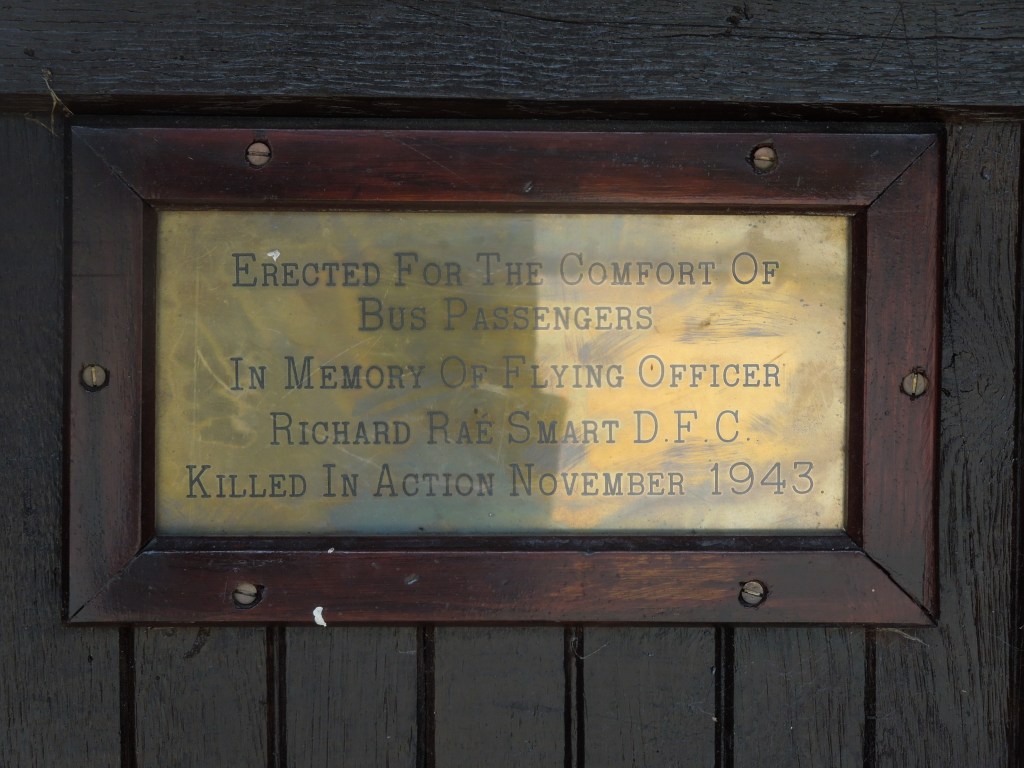 Erected For The Comfort Of
Bus Passengers
In Memory Of Flying Officer
Richard Rae Smart D.F.C.
Killed In Action November 1943.